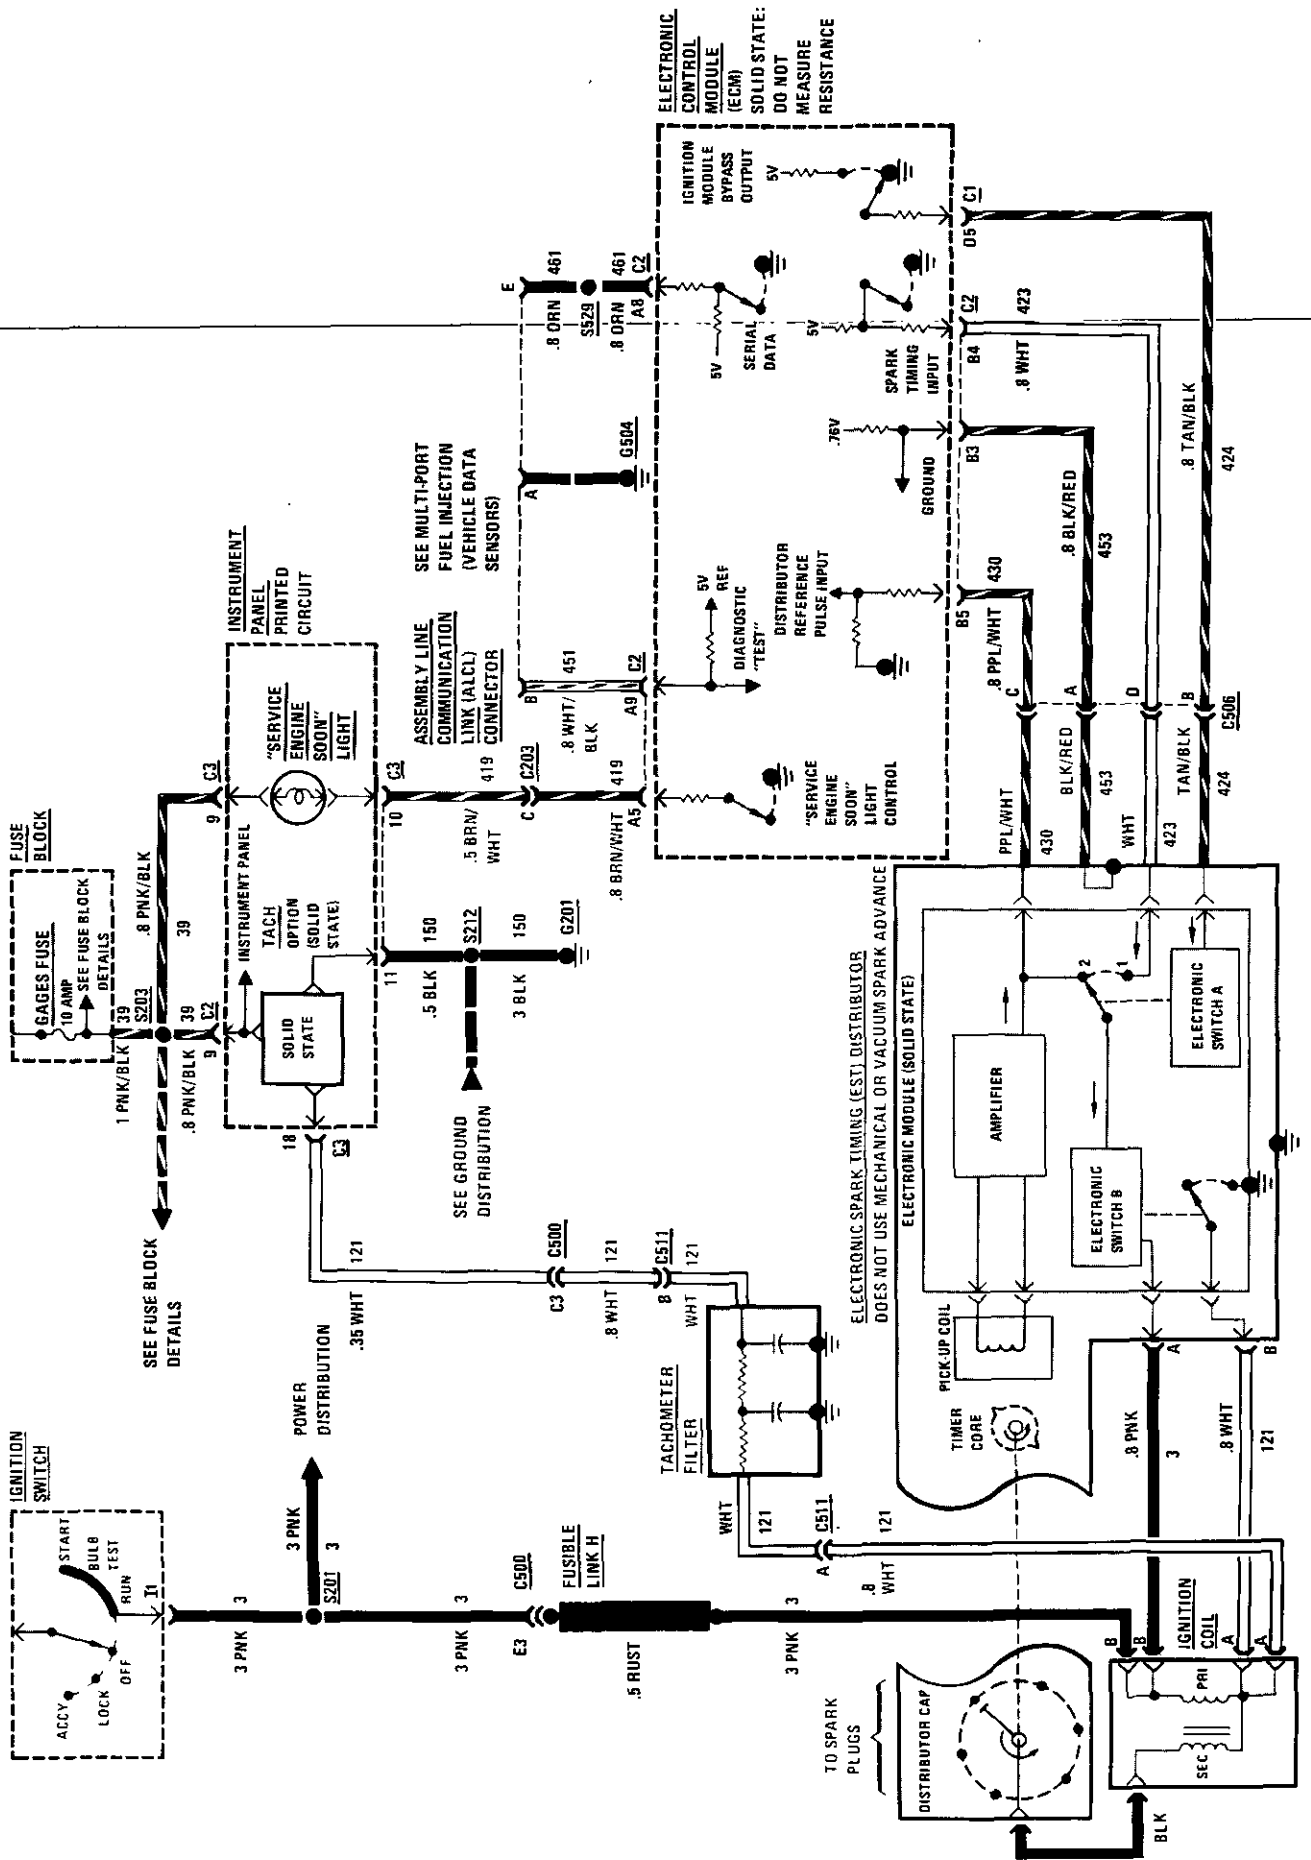 IGNITION
SWITCH
ACCY
LOCK
OFF
RUN
BULB
TEST
START
I1
3 PNK
3
S201
3 PNK
3
POWER
DISTRIBUTION
3 PNK
3
E3
C500
FUSIBLE
LINK H
.5 RUST
3 PNK
3
FUSE
BLOCK
GAGES FUSE
10 AMP
SEE FUSE BLOCK
DETAILS
1 PNK/BLK
39
S203
SEE FUSE BLOCK
DETAILS
.8 PNK/BLK
39
.8 PNK/BLK
39
9
C2
9
C3
INSTRUMENT
PANEL
PRINTED
CIRCUIT
INSTRUMENT PANEL
TACH
OPTION
(SOLID
STATE)
SOLID
STATE
"SERVICE
ENGINE
SOON"
LIGHT
18
C3
11
10
C3
.35 WHT
121
C3
C500
.8 WHT
121
B
C511
WHT
121
TACHOMETER
FILTER
WHT
121
A
C511
.8
WHT
121
.5 BLK
150
S212
3 BLK
150
G201
SEE GROUND
DISTRIBUTION
.5 BRN/
WHT
419
C
C203
.8 BRN/WHT
419
A5
ASSEMBLY LINE
COMMUNICATION
LINK (ALCL)
CONNECTOR
B
.8 WHT/
BLK
451
A9
C2
SEE MULTI-PORT
FUEL INJECTION
(VEHICLE DATA
SENSORS)
A
G504
E
.8 ORN
461
S529
.8 ORN
461
A8
C2
ELECTRONIC
CONTROL
MODULE
(ECM)
SOLID STATE:
DO NOT
MEASURE
RESISTANCE
"SERVICE
ENGINE
SOON"
LIGHT
CONTROL
5V
REF
DIAGNOSTIC
"TEST"
5V
SERIAL
DATA
IGNITION
MODULE
BYPASS
OUTPUT
5V
DISTRIBUTOR
REFERENCE
PULSE INPUT
.76V
GROUND
5V
SPARK
TIMING
INPUT
B5
B3
B4
C2
D5
C1
.8 PPL/WHT
430
.8 BLK/RED
453
.8 WHT
423
.8 TAN/BLK
424
C
A
D
B
C506
PPL/WHT
430
BLK/RED
453
WHT
423
TAN/BLK
424
ELECTRONIC SPARK TIMING (EST) DISTRIBUTOR
DOES NOT USE MECHANICAL OR VACUUM SPARK ADVANCE
ELECTRONIC MODULE (SOLID STATE)
AMPLIFIER
ELECTRONIC
SWITCH B
2
1
ELECTRONIC
SWITCH A
PICK-UP COIL
TIMER
CORE
A
B
.8 PNK
3
.8 WHT
121
B
B
A
A
IGNITION
COIL
PRI
SEC
TO SPARK
PLUGS
DISTRIBUTOR CAP
BLK